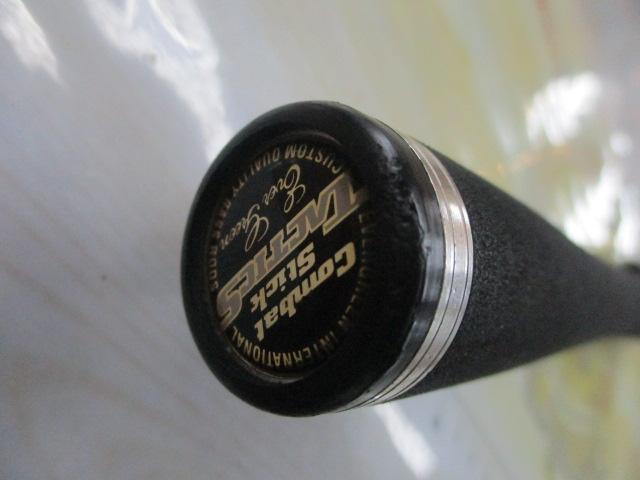 EVERGREEN INTERNATIONAL
Combat
Stick
TACTICS
Ever Green
CUSTOM QUALITY BASS RODS